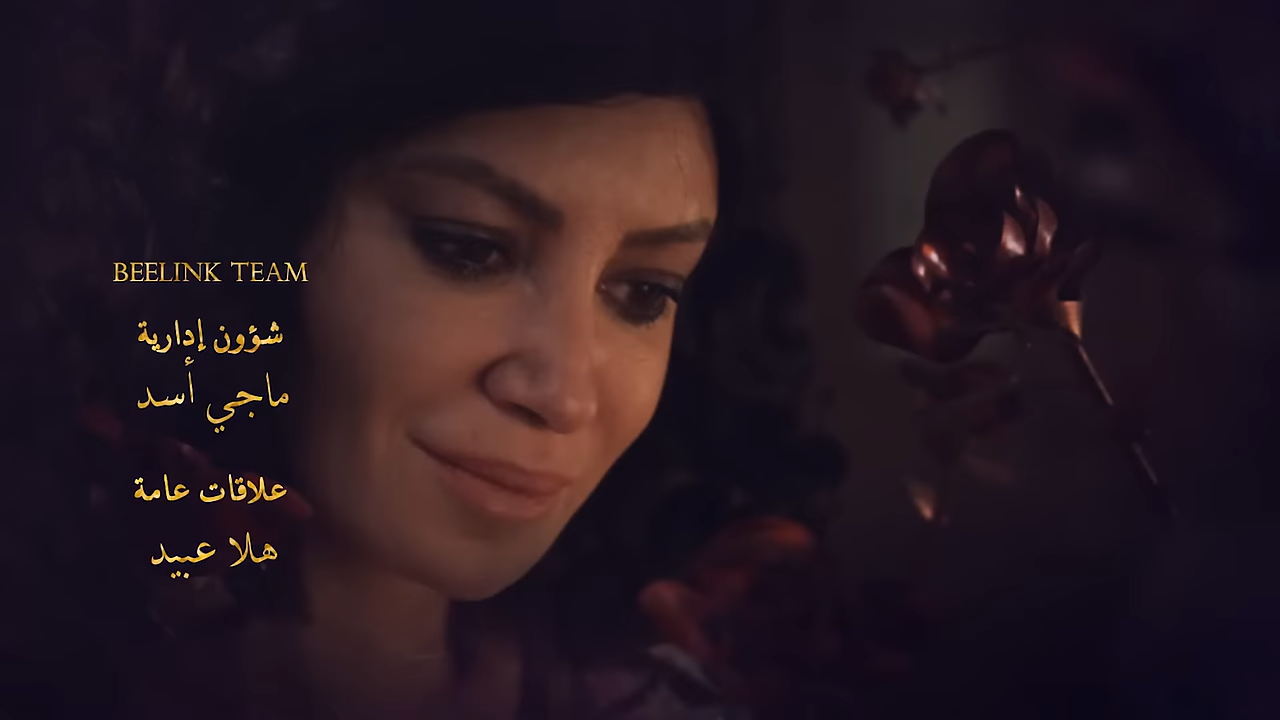 BEELINK TEAM
شؤون إدارية
ماجي أسد
علاقات عامة
هلا عبيد